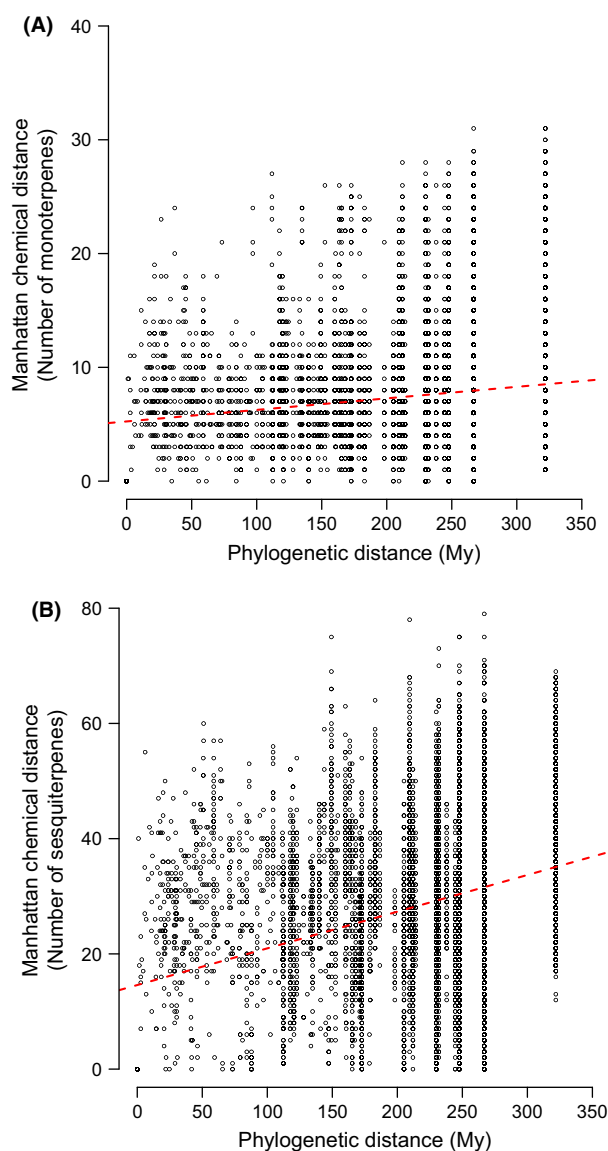 (A)
40
30
20
10
0
Manhattan chemical distance
(Number of monoterpenes)
0 50 100 150 200 250 300 350
Phylogenetic distance (My)
(B)
80
60
40
20
0
Manhattan chemical distance
(Number of sesquiterpenes)
0 50 100 150 200 250 300 350
Phylogenetic distance (My)